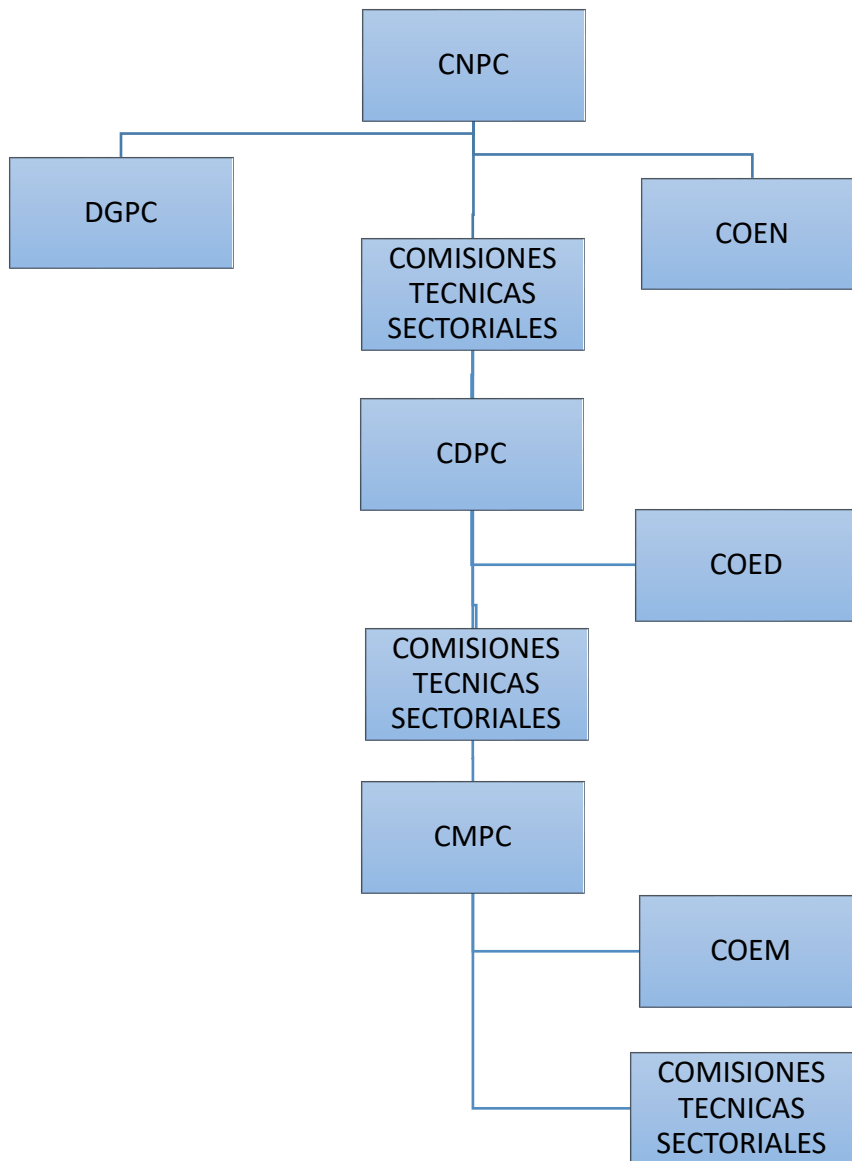 CNPC
DGPC
COEN
COMISIONES
TECNICAS
SECTORIALES
CDPC
COED
COMISIONES
TECNICAS
SECTORIALES
CMPC
COEM
COMISIONES
TECNICAS
SECTORIALES